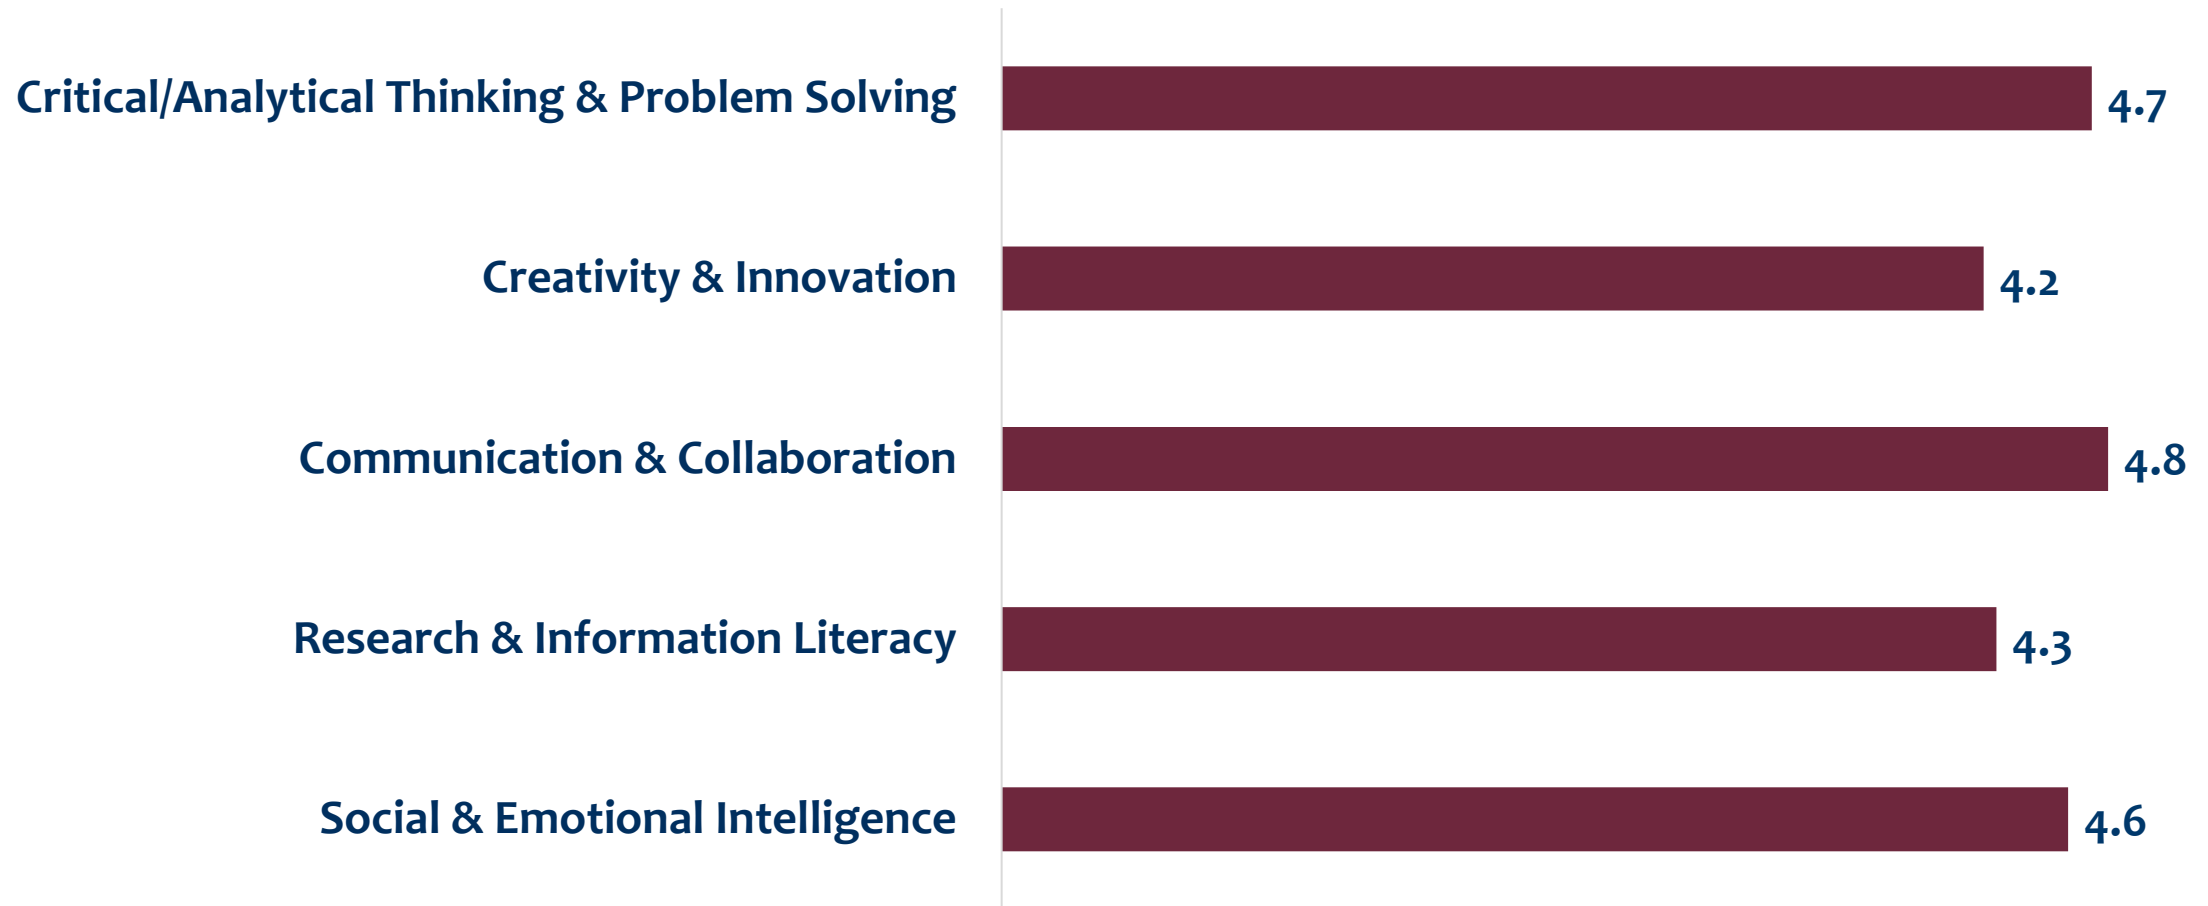 Critical/Analytical Thinking & Problem Solving 4.7
Creativity & Innovation 4.2
Communication & Collaboration 4.8
Research & Information Literacy 4.3
Social & Emotional Intelligence 4.6